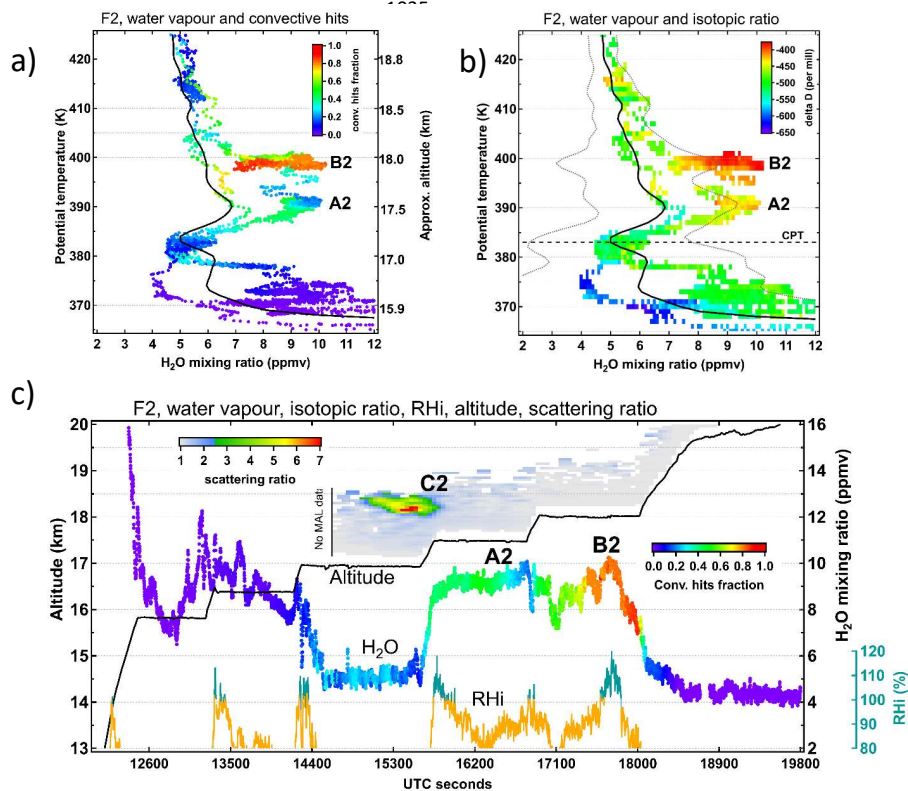 F2, water vapour and convective hits
a)
420
410
400
390
380
370
Potential temperature (K)
1.0
0.8
0.6
0.4
0.2
0.0
conv. hits fraction
18.8
18.5
18.0
17.5
17.0
15.9
Approx. altitude (km)
B2
A2
2 3 4 5 6 7 8 9 10 11 12
H2O mixing ratio (ppmv)
F2, water vapour and isotopic ratio
b)
420
410
400
390
380
370
Potential temperature (K)
-400
-450
-500
-550
-600
-650
delta D (per mill)
B2
A2
CPT
2 3 4 5 6 7 8 9 10 11 12
H2O mixing ratio (ppmv)
c)
F2, water vapour, isotopic ratio, RHi, altitude, scattering ratio
20
19
18
17
16
15
14
13
Altitude (km)
1 2 3 4 5 6 7
scattering ratio
No MAL data
C2
Altitude
A2
B2
0.0 0.2 0.4 0.6 0.8 1.0
Conv. hits fraction
H2O
RHi
16
14
12
10
8
6
4
2
H2O mixing ratio (ppmv)
120
110
100
90
80
RHi (%)
12600 13500 14400 15300 16200 17100 18000 18900 19800
UTC seconds